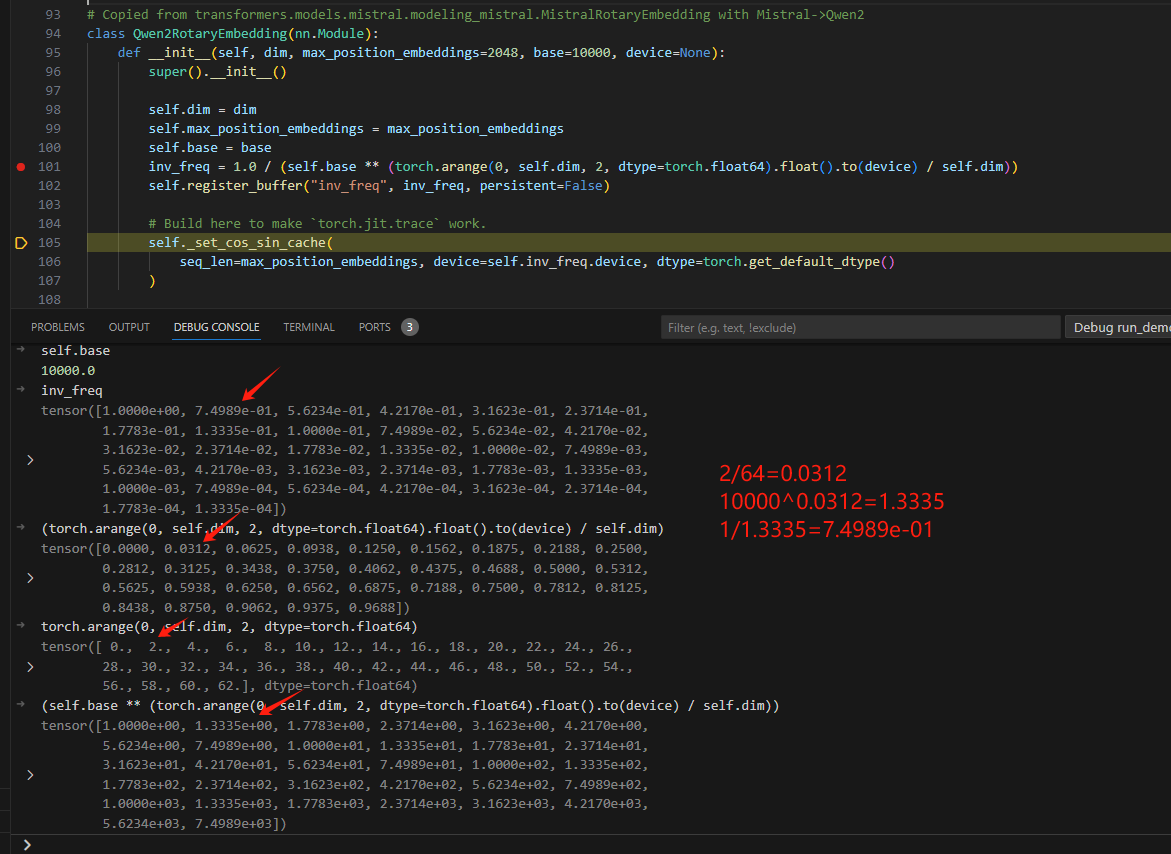 93 # Copied from transformers.models.mistral.modeling_mistral.MistralRotaryEmbedding with Mistral->Qwen2
94 class Qwen2RotaryEmbedding(nn.Module):
95     def __init__(self, dim, max_position_embeddings=2048, base=10000, device=None):
96         super().__init__()
97
98         self.dim = dim
99         self.max_position_embeddings = max_position_embeddings
100         self.base = base
101         inv_freq = 1.0 / (self.base ** (torch.arange(0, self.dim, 2, dtype=torch.float64).float().to(device) / self.dim))
102         self.register_buffer("inv_freq", inv_freq, persistent=False)
103
104         # Build here to make `torch.jit.trace` work.
105         self._set_cos_sin_cache(
106             seq_len=max_position_embeddings, device=self.inv_freq.device, dtype=torch.get_default_dtype()
107         )
108
PROBLEMS OUTPUT DEBUG CONSOLE TERMINAL PORTS 3 Filter (e.g. text, !exclude) Debug run_demo
self.base
10000.0
inv_freq
tensor([1.0000e+00, 7.4989e-01, 5.6234e-01, 4.2170e-01, 3.1623e-01, 2.3714e-01,
1.7783e-01, 1.3335e-01, 1.0000e-01, 7.4989e-02, 5.6234e-02, 4.2170e-02,
3.1623e-02, 2.3714e-02, 1.7783e-02, 1.3335e-02, 1.0000e-02, 7.4989e-03,
5.6234e-03, 4.2170e-03, 3.1623e-03, 2.3714e-03, 1.7783e-03, 1.3335e-03,
1.0000e-03, 7.4989e-04, 5.6234e-04, 4.2170e-04, 3.1623e-04, 2.3714e-04,
1.7783e-04, 1.3335e-04])
2/64=0.0312
10000^0.0312=1.3335
1/1.3335=7.4989e-01
(torch.arange(0, self.dim, 2, dtype=torch.float64).float().to(device) / self.dim)
tensor([0.0000, 0.0312, 0.0625, 0.0938, 0.1250, 0.1562, 0.1875, 0.2188, 0.2500,
0.2812, 0.3125, 0.3438, 0.3750, 0.4062, 0.4375, 0.4688, 0.5000, 0.5312,
0.5625, 0.5938, 0.6250, 0.6562, 0.6875, 0.7188, 0.7500, 0.7812, 0.8125,
0.8438, 0.8750, 0.9062, 0.9375, 0.9688])
torch.arange(0, self.dim, 2, dtype=torch.float64)
tensor([ 0.,  2.,  4.,  6.,  8., 10., 12., 14., 16., 18., 20., 22., 24., 26.,
28., 30., 32., 34., 36., 38., 40., 42., 44., 46., 48., 50., 52., 54.,
56., 58., 60., 62.], dtype=torch.float64)
(self.base ** (torch.arange(0, self.dim, 2, dtype=torch.float64).float().to(device) / self.dim))
tensor([1.0000e+00, 1.3335e+00, 1.7783e+00, 2.3714e+00, 3.1623e+00, 4.2170e+00,
5.6234e+00, 7.4989e+00, 1.0000e+01, 1.3335e+01, 1.7783e+01, 2.3714e+01,
3.1623e+01, 4.2170e+01, 5.6234e+01, 7.4989e+01, 1.0000e+02, 1.3335e+02,
1.7783e+02, 2.3714e+02, 3.1623e+02, 4.2170e+02, 5.6234e+02, 7.4989e+02,
1.0000e+03, 1.3335e+03, 1.7783e+03, 2.3714e+03, 3.1623e+03, 4.2170e+03,
5.6234e+03, 7.4989e+03])